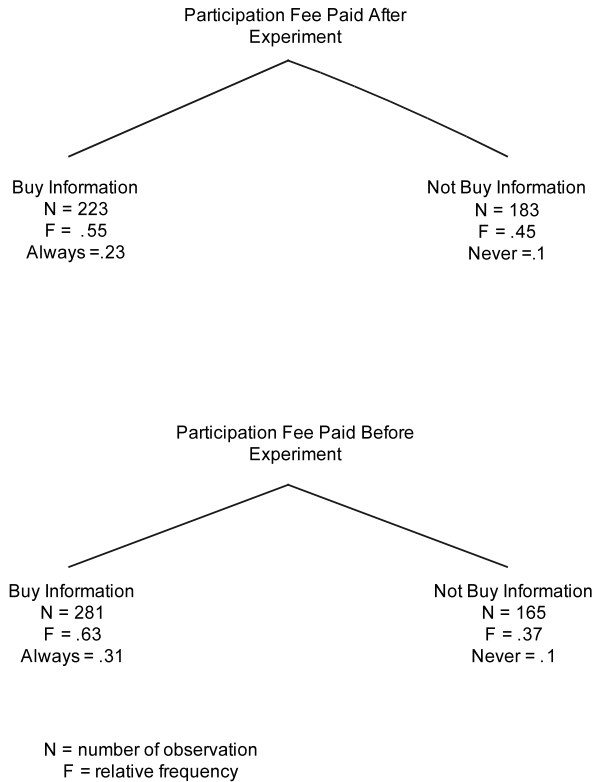 Participation Fee Paid After
Experiment
Buy Information
N = 223
F = .55
Always =.23
Not Buy Information
N = 183
F = .45
Never =.1
Participation Fee Paid Before
Experiment
Buy Information
N = 281
F = .63
Always = .31
Not Buy Information
N = 165
F = .37
Never = .1
N = number of observation
F = relative frequency